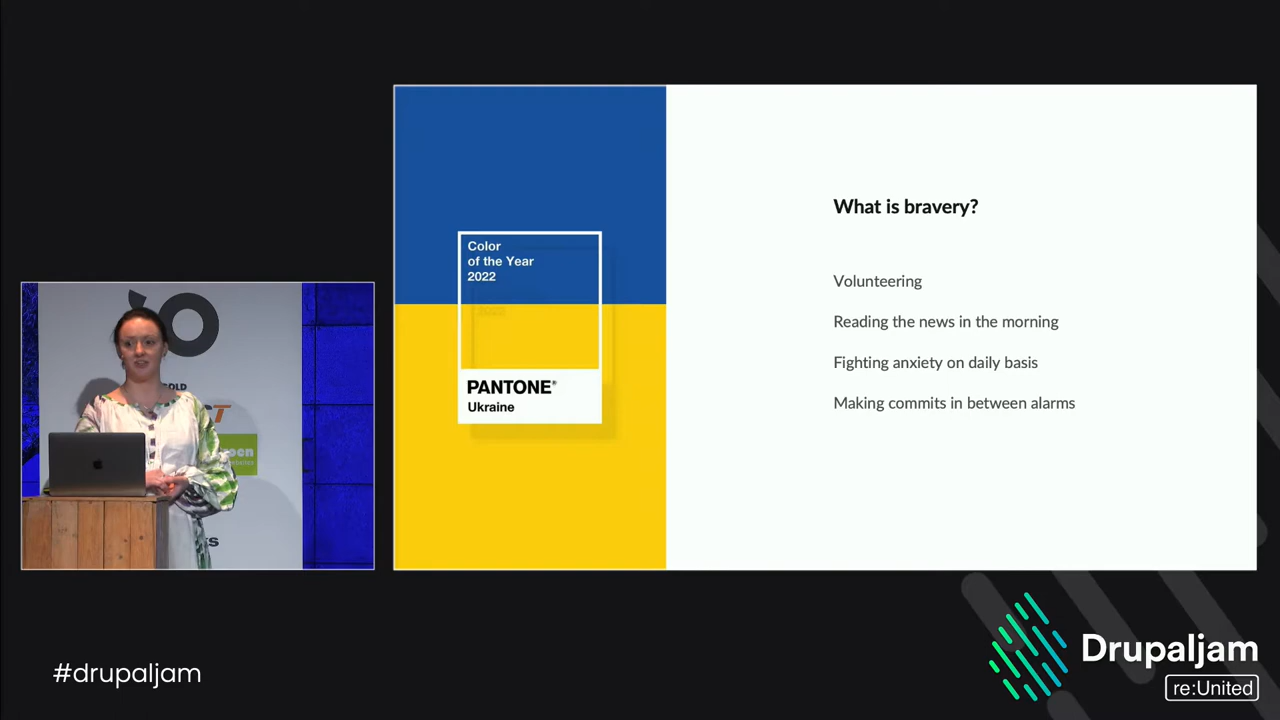 Color
of the Year
2022
PANTONE®
Ukraine
What is bravery?
Volunteering
Reading the news in the morning
Fighting anxiety on daily basis
Making commits in between alarms
#drupaljam
Drupaljam
re:United